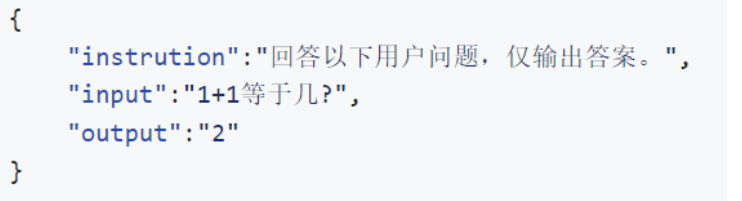 {
"instrution":"回答以下用户问题，仅输出答案。",
"input":"1+1等于几?",
"output":"2"
}